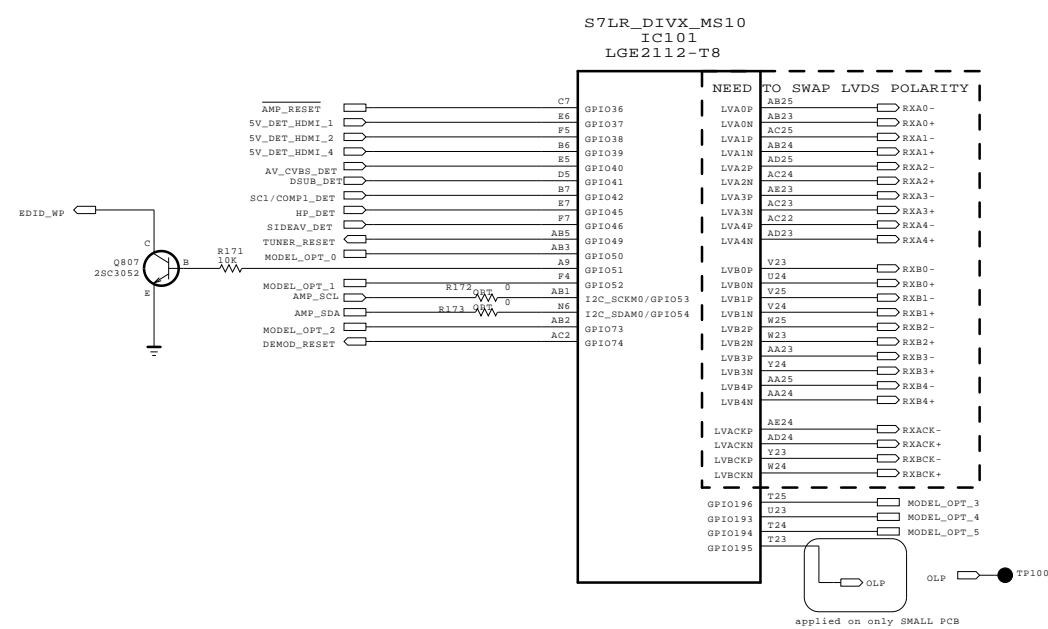 S7LR_DIVX_MS10
IC101
LGE2112-T8
NEED TO SWAP LVDS POLARITY
AMP_RESET C7 GPIO36
5V_DET_HDMI_1 E6 GPIO37
5V_DET_HDMI_2 F5 GPIO38
5V_DET_HDMI_4 B6 GPIO39
AV_CVBS_DET E5 GPIO40
DSUB_DET D5 GPIO41
SC1/COMP1_DET B7 GPIO42
HP_DET E7 GPIO45
SIDEAV_DET F7 GPIO46
TUNER_RESET AB5 GPIO49
MODEL_OPT_0 AB3 GPIO50
A9 GPIO51
MODEL_OPT_1 F4 GPIO52
AMP_SCL R172 OPT 0 AB1 I2C_SCKM0/GPIO53
AMP_SDA R173 OPT 0 N6 I2C_SDAM0/GPIO54
MODEL_OPT_2 AB2 GPIO73
DEMOD_RESET AC2 GPIO74
EDID_WP
C
Q807
2SC3052
B
E
R171
10K
LVA0P AB25 RXA0-
LVA0N AB23 RXA0+
LVA1P AC25 RXA1-
LVA1N AB24 RXA1+
LVA2P AD25 RXA2-
LVA2N AC24 RXA2+
LVA3P AE23 RXA3-
LVA3N AC23 RXA3+
LVA4P AC22 RXA4-
LVA4N AD23 RXA4+
LVB0P V23 RXB0-
LVB0N U24 RXB0+
LVB1P V25 RXB1-
LVB1N V24 RXB1+
LVB2P W25 RXB2-
LVB2N W23 RXB2+
LVB3P AA23 RXB3-
LVB3N Y24 RXB3+
LVB4P AA25 RXB4-
LVB4N AA24 RXB4+
LVACKP AE24 RXACK-
LVACKN AD24 RXACK+
LVBCKP Y23 RXBCK-
LVBCKN W24 RXBCK+
GPIO196 T25 MODEL_OPT_3
GPIO193 U23 MODEL_OPT_4
GPIO194 T24 MODEL_OPT_5
GPIO195 T23
OLP
OLP TP100
applied on only SMALL PCB